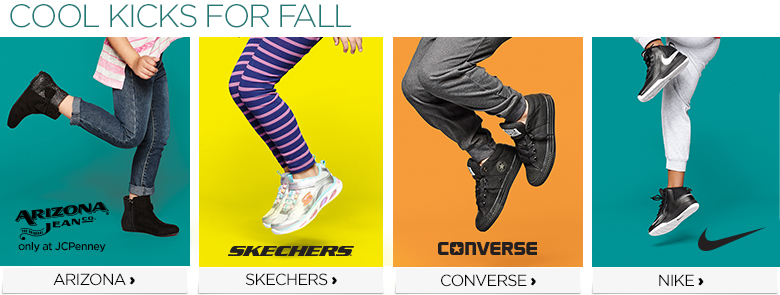 COOL KICKS FOR FALL
ARIZONA
JEAN CO.
only at JCPenney
SKECHERS
CONVERSE
ARIZONA ›
SKECHERS ›
CONVERSE ›
NIKE ›